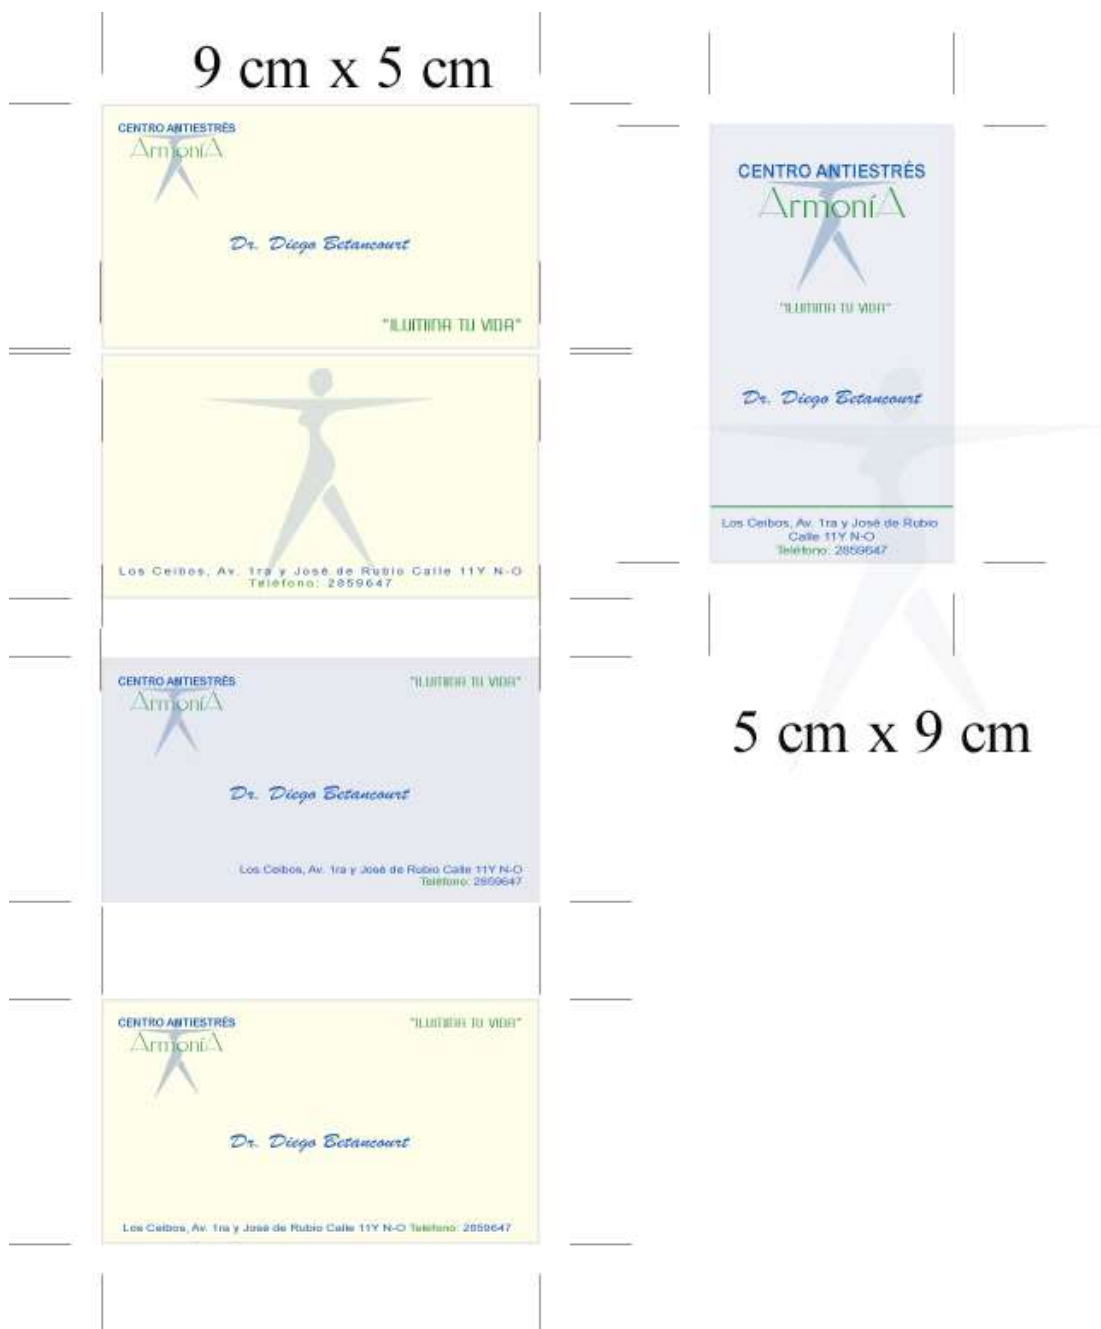 9 cm x 5 cm
CENTRO ANTIESTRÉS
ArmoníA
Dr. Diego Betancourt
"ILUMINA TU VIDA"
Los Ceibos, Av. 1ra y José de Rubio Calle 11Y N-O
Teléfono: 2859647
CENTRO ANTIESTRÉS
ArmoníA
"ILUMINA TU VIDA"
Dr. Diego Betancourt
Los Ceibos, Av. 1ra y José de Rubio Calle 11Y N-O
Teléfono: 2859647
CENTRO ANTIESTRÉS
ArmoníA
"ILUMINA TU VIDA"
Dr. Diego Betancourt
Los Ceibos, Av. 1ra y José de Rubio Calle 11Y N-O Teléfono: 2859647
CENTRO ANTIESTRÉS
ArmoníA
"ILUMINA TU VIDA"
Dr. Diego Betancourt
Los Ceibos, Av. 1ra y José de Rubio
Calle 11Y N-O
Teléfono: 2859647
5 cm x 9 cm